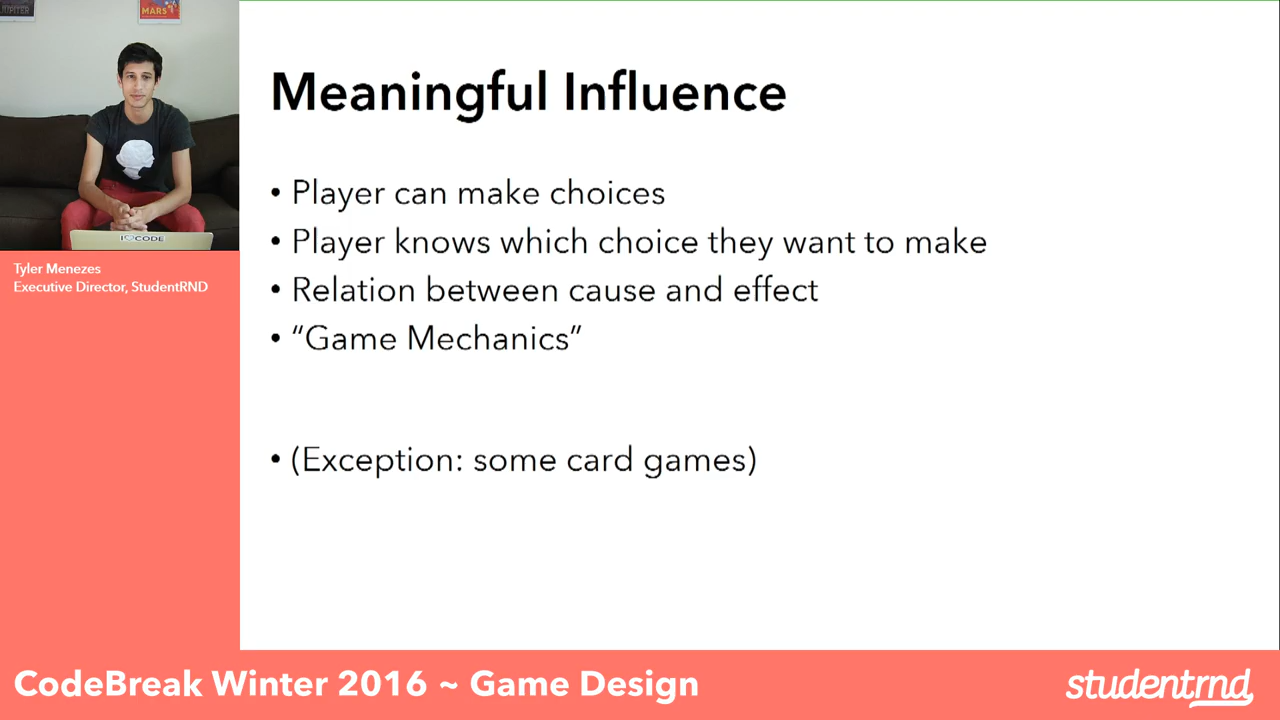 MARS
I CODE
Tyler Menezes
Executive Director, StudentRND
Meaningful Influence
• Player can make choices
• Player knows which choice they want to make
• Relation between cause and effect
• “Game Mechanics”
• (Exception: some card games)
CodeBreak Winter 2016 ~ Game Design
studentrnd